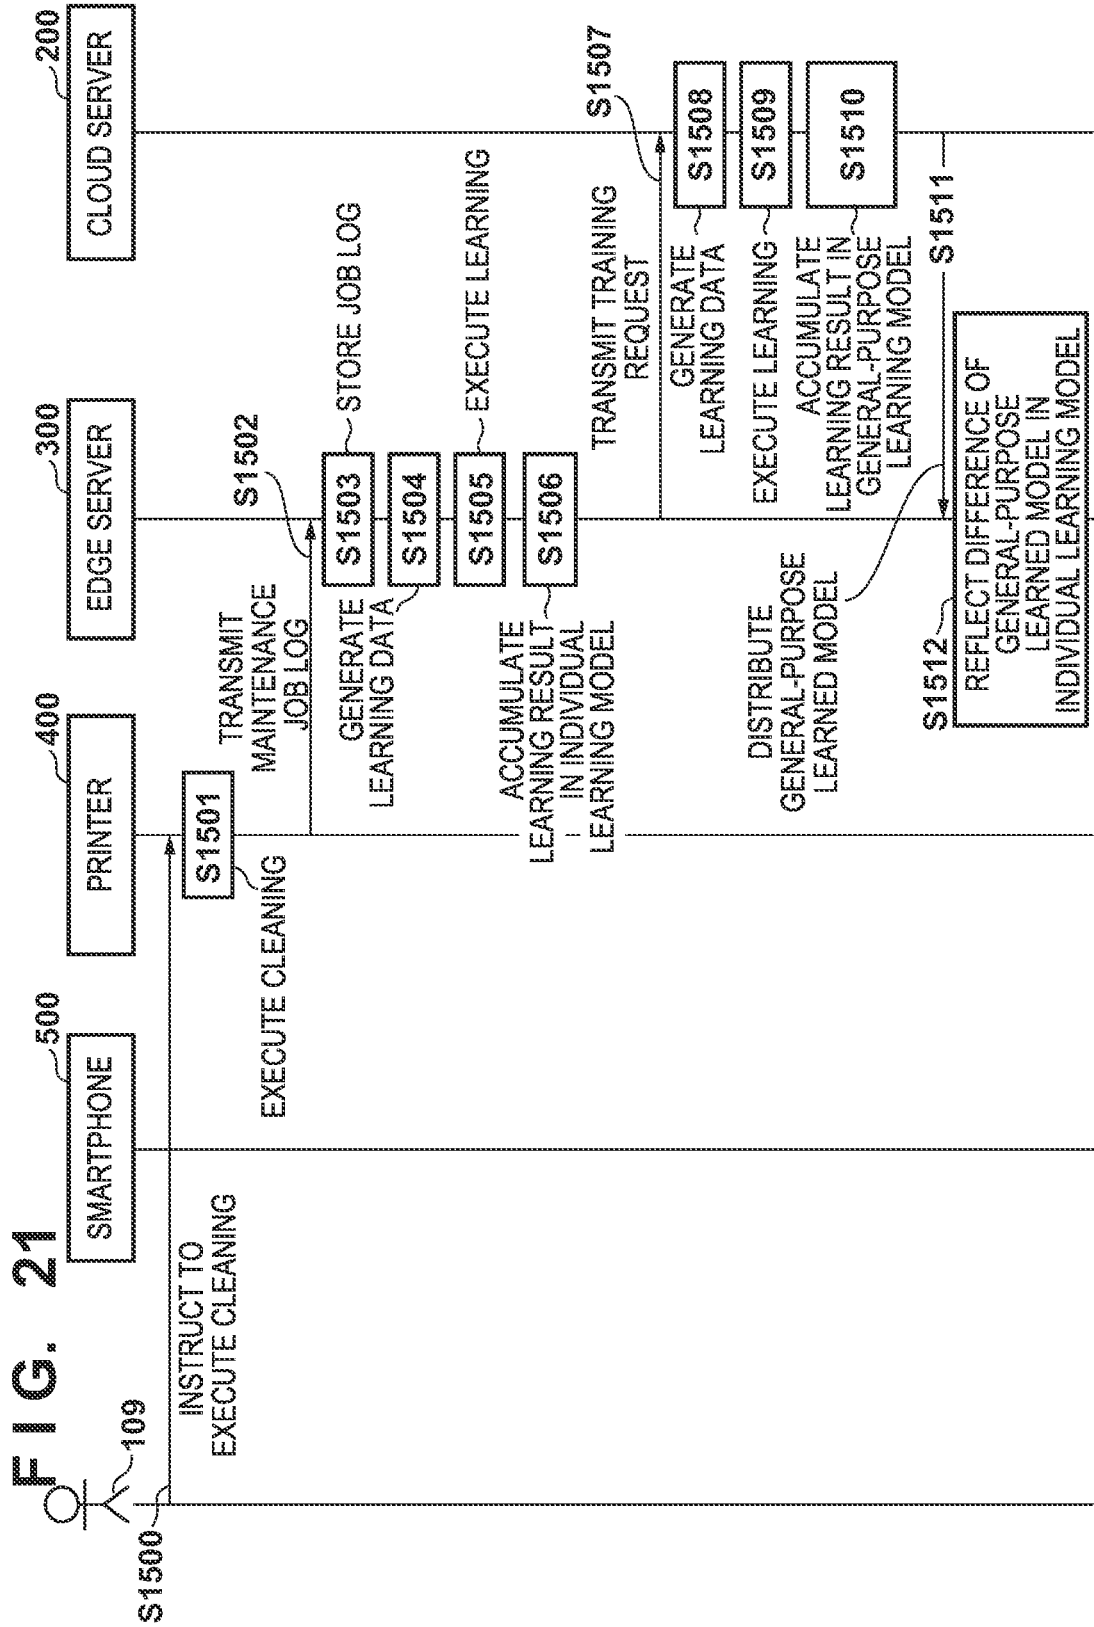 FIG. 21
109
SMARTPHONE
500
PRINTER
400
EDGE SERVER
300
CLOUD SERVER
200
S1500
INSTRUCT TO
EXECUTE CLEANING
S1501
EXECUTE CLEANING
TRANSMIT
MAINTENANCE
JOB LOG
S1502
S1503
STORE JOB LOG
GENERATE
LEARNING DATA
S1504
S1505
EXECUTE LEARNING
ACCUMULATE
LEARNING RESULT
IN INDIVIDUAL
LEARNING MODEL
S1506
TRANSMIT TRAINING
REQUEST
S1507
GENERATE
LEARNING DATA
S1508
EXECUTE LEARNING
S1509
ACCUMULATE
LEARNING RESULT IN
GENERAL-PURPOSE
LEARNING MODEL
S1510
DISTRIBUTE
GENERAL-PURPOSE
LEARNED MODEL
S1511
S1512
REFLECT DIFFERENCE OF
GENERAL-PURPOSE
LEARNED MODEL IN
INDIVIDUAL LEARNING MODEL